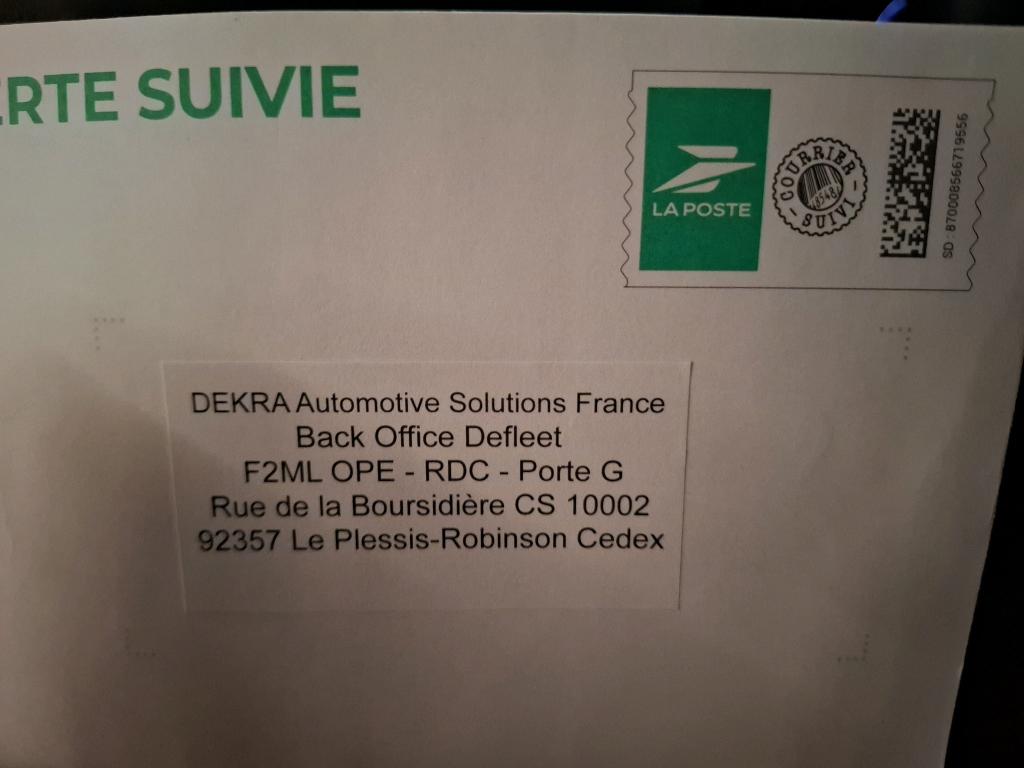 ERTE SUIVIE
LA POSTE
COURRIER
SUIVI
SD : 870008566719556
DEKRA Automotive Solutions France
Back Office Defleet
F2ML OPE - RDC - Porte G
Rue de la Boursidière CS 10002
92357 Le Plessis-Robinson Cedex